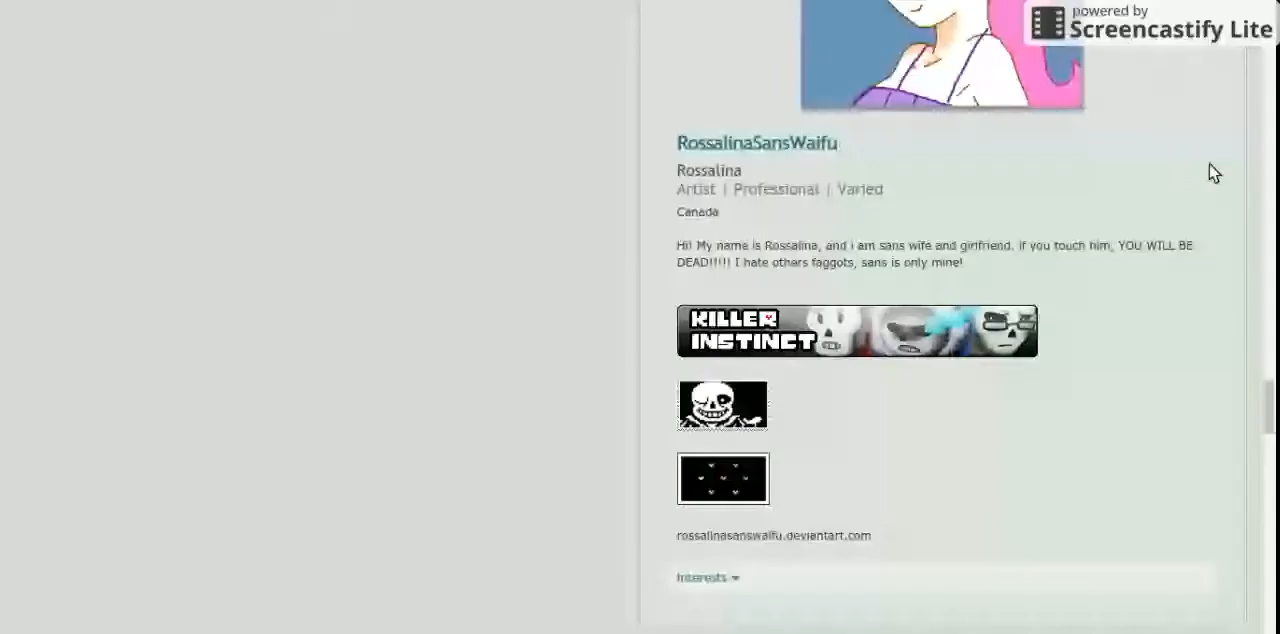 powered by
Screencastify Lite
RossalinaSansWaifu
Rossalina
Artist | Professional | Varied
Canada
Hi! My name is Rossalina, and i am sans wife and girlfriend. if you touch him, YOU WILL BE
DEAD!!!!! I hate others faggots, sans is only mine!
KILLER
INSTINCT
rossalinasanswaifu.deviantart.com
Interests